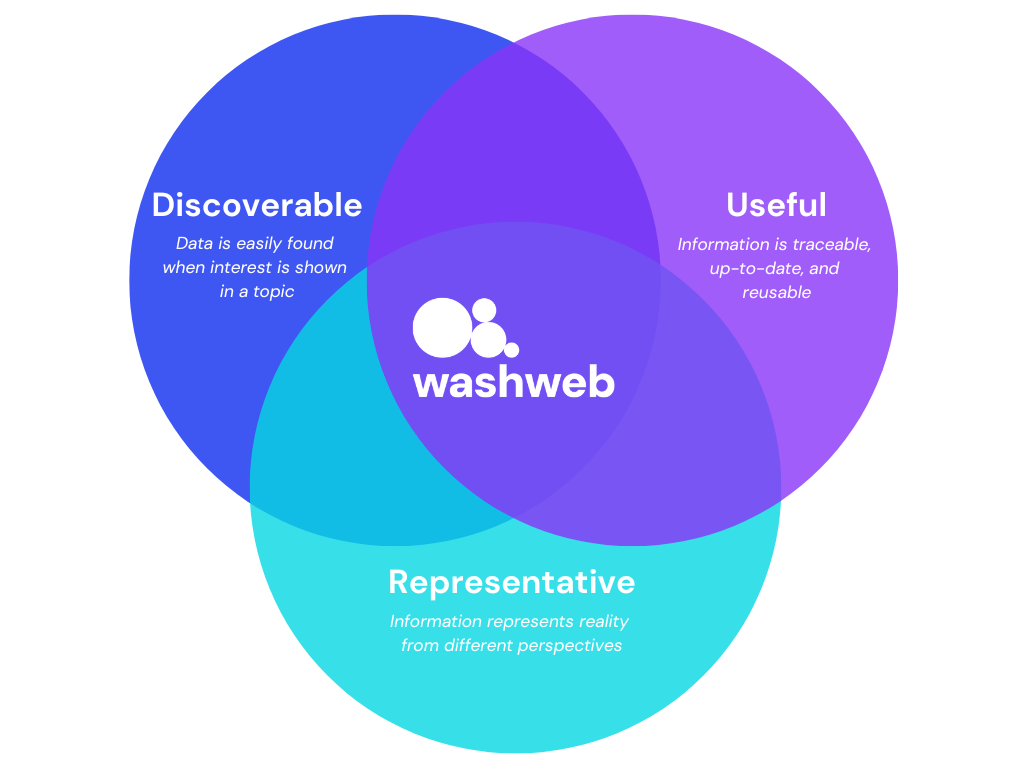 Discoverable
Data is easily found
when interest is shown
in a topic
Useful
Information is traceable,
up-to-date, and
reusable
washweb
Representative
Information represents reality
from different perspectives